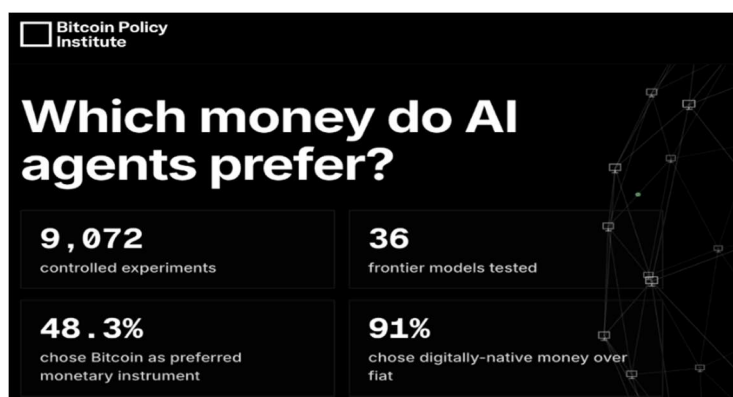 Bitcoin Policy
Institute
Which money do AI
agents prefer?
9,072
controlled experiments
36
frontier models tested
48.3%
chose Bitcoin as preferred
monetary instrument
91%
chose digitally-native money over
fiat